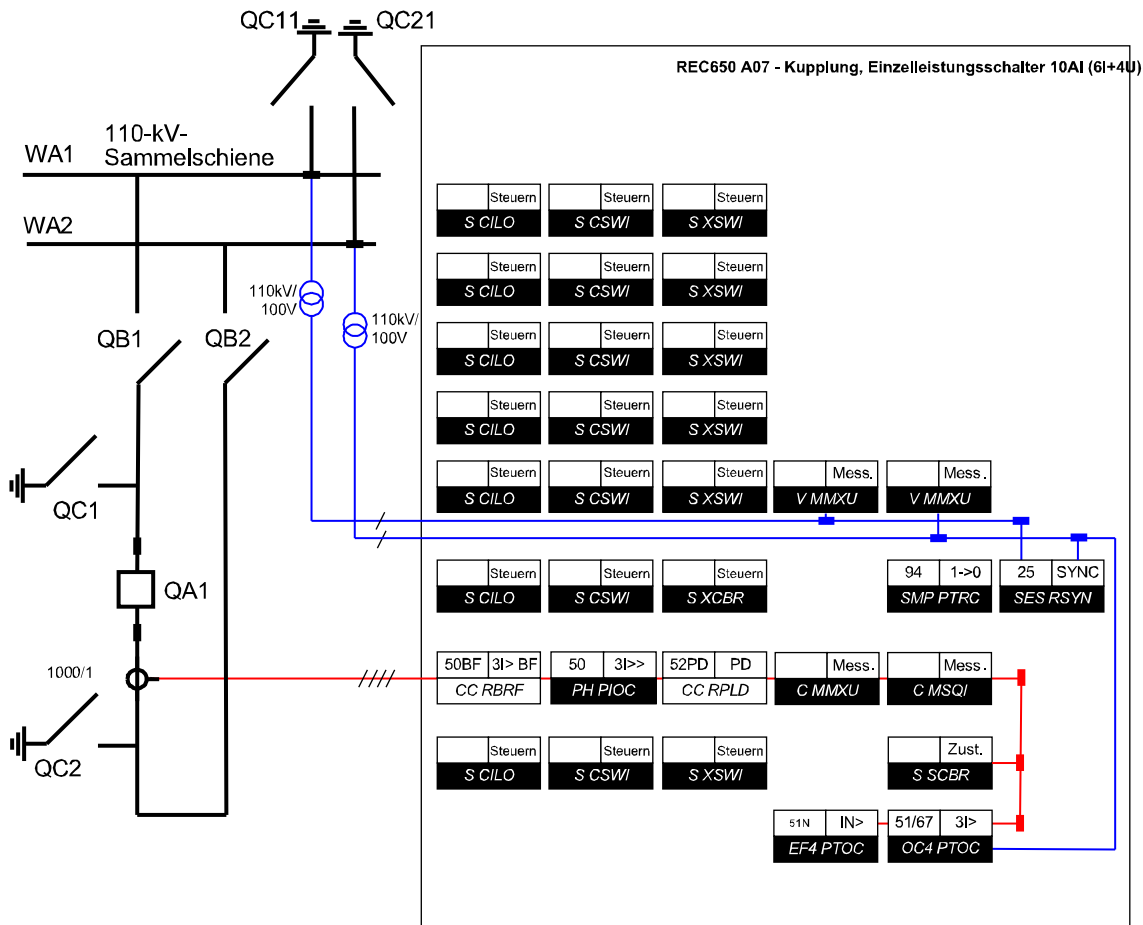 QC11
QC21
REC650 A07 - Kupplung, Einzelleistungsschalter 10AI (6I+4U)
110-kV-
Sammelschiene
WA1
WA2
Steuern Steuern Steuern
S CILO S CSWI S XSWI
110kV/
100V
110kV/
100V
Steuern Steuern Steuern
S CILO S CSWI S XSWI
QB1
QB2
Steuern Steuern Steuern
S CILO S CSWI S XSWI
Steuern Steuern Steuern
S CILO S CSWI S XSWI
Steuern Steuern Steuern Mess. Mess.
S CILO S CSWI S XSWI V MMXU V MMXU
QC1
QA1
Steuern Steuern Steuern 94 1->0 25 SYNC
S CILO S CSWI S XCBR SMP PTRC SES RSYN
1000/1
50BF 3I> BF 50 3I>> 52PD PD Mess. Mess.
CC RBRF PH PIOC CC RPLD C MMXU C MSQI
QC2
Steuern Steuern Steuern Zust.
S CILO S CSWI S XSWI S SCBR
51N IN> 51/67 3I>
EF4 PTOC OC4 PTOC